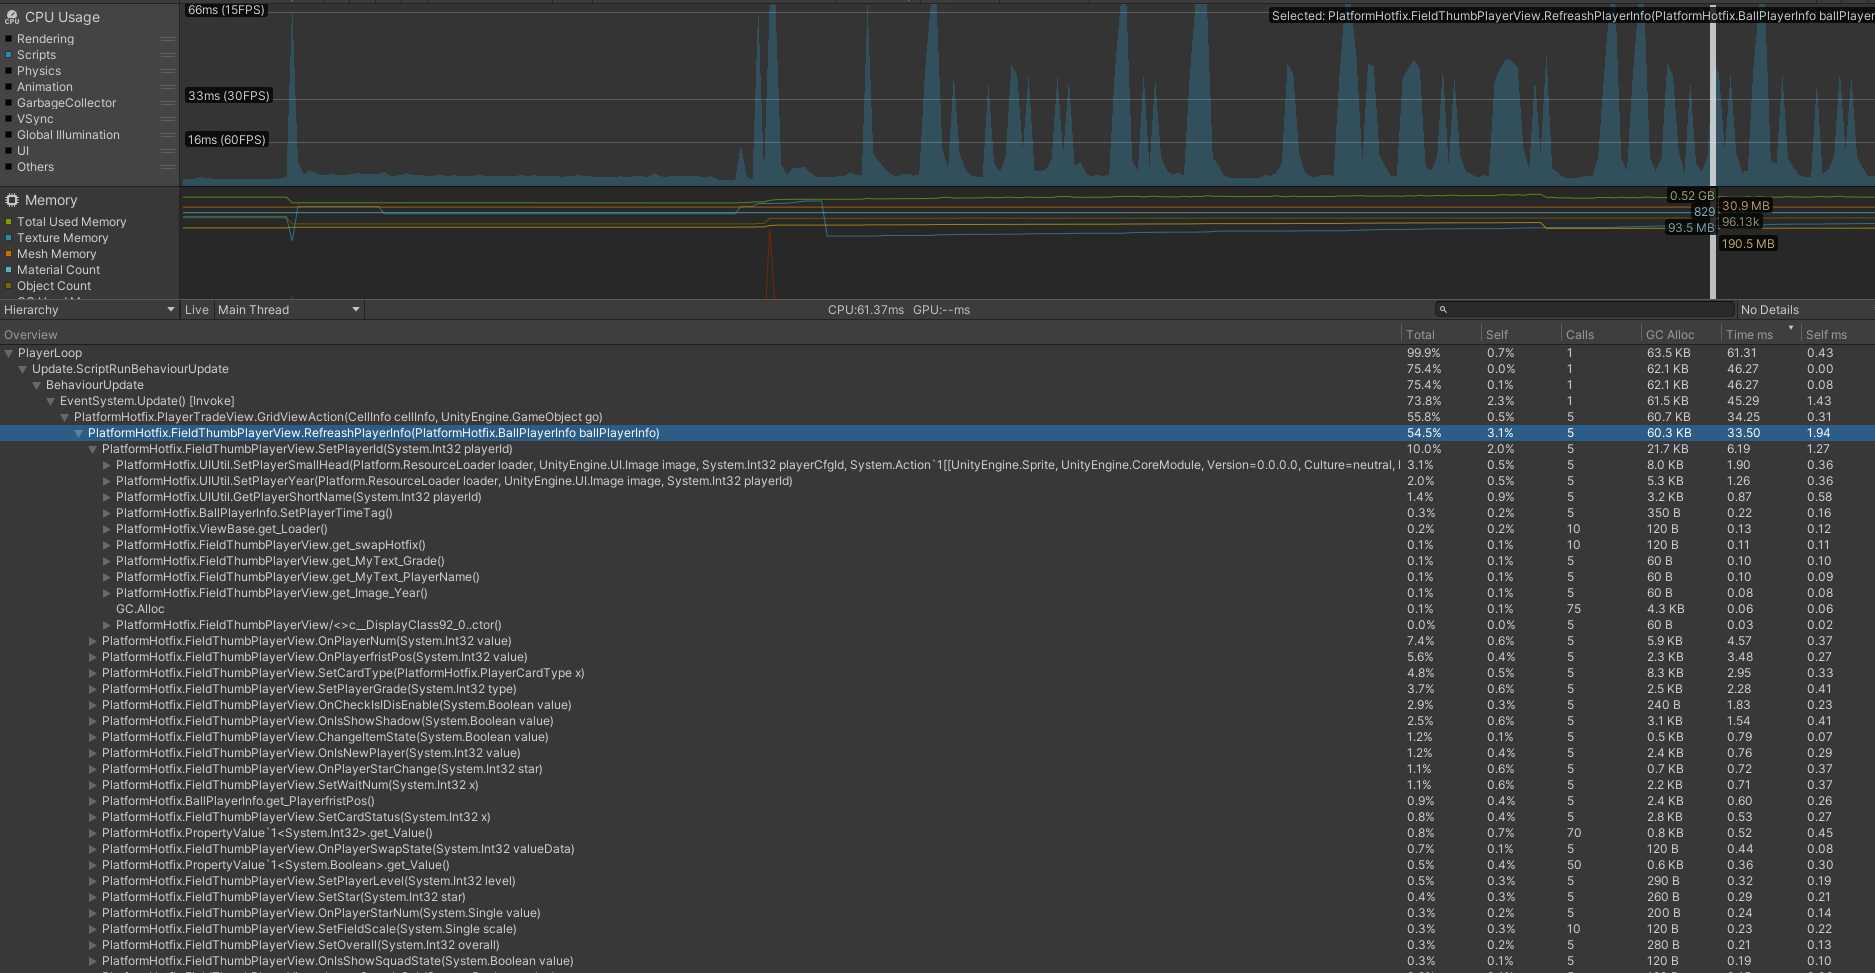 CPU Usage
Rendering
Scripts
Physics
Animation
GarbageCollector
VSync
Global Illumination
UI
Others
66ms (15FPS)
33ms (30FPS)
16ms (60FPS)
Selected: PlatformHotfix.FieldThumbPlayerView.RefreashPlayerInfo(PlatformHotfix.BallPlayerInfo ballPlayer
Memory
Total Used Memory
Texture Memory
Mesh Memory
Material Count
Object Count
0.52 GB
829
93.5 MB
30.9 MB
96.13k
190.5 MB
Hierarchy Live Main Thread CPU:61.37ms GPU:--ms No Details
Overview Total Self Calls GC Alloc Time ms Self ms
PlayerLoop 99.9% 0.7% 1 63.5 KB 61.31 0.43
Update.ScriptRunBehaviourUpdate 75.4% 0.0% 1 62.1 KB 46.27 0.00
BehaviourUpdate 75.4% 0.1% 1 62.1 KB 46.27 0.08
EventSystem.Update() [Invoke] 73.8% 2.3% 1 61.5 KB 45.29 1.43
PlatformHotfix.PlayerTradeView.GridViewAction(CellInfo cellInfo, UnityEngine.GameObject go) 55.8% 0.5% 5 60.7 KB 34.25 0.31
PlatformHotfix.FieldThumbPlayerView.RefreashPlayerInfo(PlatformHotfix.BallPlayerInfo ballPlayerInfo) 54.5% 3.1% 5 60.3 KB 33.50 1.94
PlatformHotfix.FieldThumbPlayerView.SetPlayerId(System.Int32 playerId) 10.0% 2.0% 5 21.7 KB 6.19 1.27
PlatformHotfix.UIUtil.SetPlayerSmallHead(Platform.ResourceLoader loader, UnityEngine.UI.Image image, System.Int32 playerCfgId, System.Action`1[[UnityEngine.Sprite, UnityEngine.CoreModule, Version=0.0.0.0, Culture=neutral, 3.1% 0.5% 5 8.0 KB 1.90 0.36
PlatformHotfix.UIUtil.SetPlayerYear(Platform.ResourceLoader loader, UnityEngine.UI.Image image, System.Int32 playerId) 2.0% 0.5% 5 5.3 KB 1.26 0.36
PlatformHotfix.UIUtil.GetPlayerShortName(System.Int32 playerId) 1.4% 0.9% 5 3.2 KB 0.87 0.58
PlatformHotfix.BallPlayerInfo.SetPlayerTimeTag() 0.3% 0.2% 5 350 B 0.22 0.16
PlatformHotfix.ViewBase.get_Loader() 0.2% 0.2% 10 120 B 0.13 0.12
PlatformHotfix.FieldThumbPlayerView.get_swapHotfix() 0.1% 0.1% 10 120 B 0.11 0.11
PlatformHotfix.FieldThumbPlayerView.get_MyText_Grade() 0.1% 0.1% 5 60 B 0.10 0.10
PlatformHotfix.FieldThumbPlayerView.get_MyText_PlayerName() 0.1% 0.1% 5 60 B 0.10 0.09
PlatformHotfix.FieldThumbPlayerView.get_Image_Year() 0.1% 0.1% 5 60 B 0.08 0.08
GC.Alloc 0.1% 0.1% 75 4.3 KB 0.06 0.06
PlatformHotfix.FieldThumbPlayerView/<>c__DisplayClass92_0..ctor() 0.0% 0.0% 5 60 B 0.03 0.02
PlatformHotfix.FieldThumbPlayerView.OnPlayerNum(System.Int32 value) 7.4% 0.6% 5 5.9 KB 4.57 0.37
PlatformHotfix.FieldThumbPlayerView.OnPlayerfristPos(System.Int32 value) 5.6% 0.4% 5 2.3 KB 3.48 0.27
PlatformHotfix.FieldThumbPlayerView.SetCardType(PlatformHotfix.PlayerCardType x) 4.8% 0.5% 5 8.3 KB 2.95 0.33
PlatformHotfix.FieldThumbPlayerView.SetPlayerGrade(System.Int32 type) 3.7% 0.6% 5 2.5 KB 2.28 0.41
PlatformHotfix.FieldThumbPlayerView.OnCheckIsIDisEnable(System.Boolean value) 2.9% 0.3% 5 240 B 1.83 0.23
PlatformHotfix.FieldThumbPlayerView.OnIsShowShadow(System.Boolean value) 2.5% 0.6% 5 3.1 KB 1.54 0.41
PlatformHotfix.FieldThumbPlayerView.ChangeItemState(System.Boolean value) 1.2% 0.1% 5 0.5 KB 0.79 0.07
PlatformHotfix.FieldThumbPlayerView.OnIsNewPlayer(System.Int32 value) 1.2% 0.4% 5 2.4 KB 0.76 0.29
PlatformHotfix.FieldThumbPlayerView.OnPlayerStarChange(System.Int32 star) 1.1% 0.6% 5 0.7 KB 0.72 0.37
PlatformHotfix.FieldThumbPlayerView.SetWaitNum(System.Int32 x) 1.1% 0.6% 5 2.2 KB 0.71 0.37
PlatformHotfix.BallPlayerInfo.get_PlayerfristPos() 0.9% 0.4% 5 2.4 KB 0.60 0.26
PlatformHotfix.FieldThumbPlayerView.SetCardStatus(System.Int32 x) 0.8% 0.4% 5 2.8 KB 0.53 0.27
PlatformHotfix.PropertyValue`1<System.Int32>.get_Value() 0.8% 0.7% 70 0.8 KB 0.52 0.45
PlatformHotfix.FieldThumbPlayerView.OnPlayerSwapState(System.Int32 valueData) 0.7% 0.1% 5 120 B 0.44 0.08
PlatformHotfix.PropertyValue`1<System.Boolean>.get_Value() 0.5% 0.4% 50 0.6 KB 0.36 0.30
PlatformHotfix.FieldThumbPlayerView.SetPlayerLevel(System.Int32 level) 0.5% 0.3% 5 290 B 0.32 0.19
PlatformHotfix.FieldThumbPlayerView.SetStar(System.Int32 star) 0.4% 0.3% 5 260 B 0.29 0.21
PlatformHotfix.FieldThumbPlayerView.OnPlayerStarNum(System.Single value) 0.3% 0.2% 5 200 B 0.24 0.14
PlatformHotfix.FieldThumbPlayerView.SetFieldScale(System.Single scale) 0.3% 0.3% 10 120 B 0.23 0.22
PlatformHotfix.FieldThumbPlayerView.SetOverall(System.Int32 overall) 0.3% 0.2% 5 280 B 0.21 0.13
PlatformHotfix.FieldThumbPlayerView.OnIsShowSquadState(System.Boolean value) 0.3% 0.1% 5 120 B 0.19 0.10